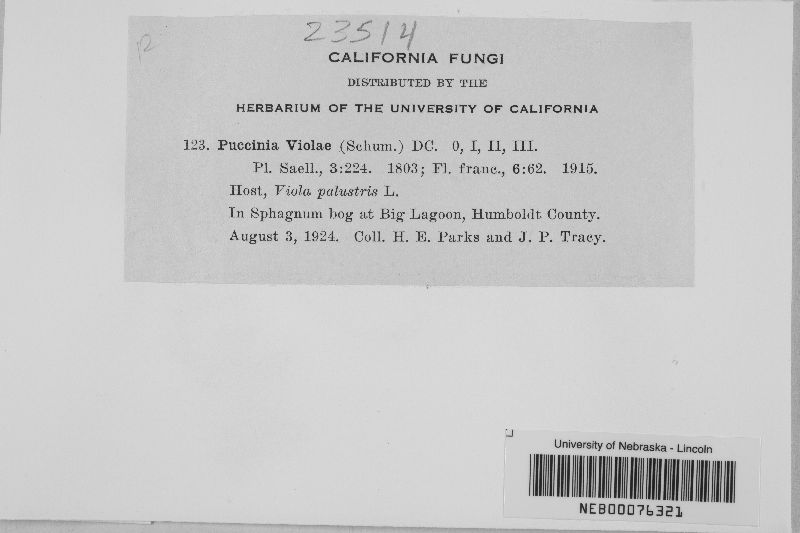 23514
CALIFORNIA FUNGI
DISTRIBUTED BY THE
HERBARIUM OF THE UNIVERSITY OF CALIFORNIA
123. Puccinia Violae (Schum.) DC. 0, I, II, III.
Pl. Saell., 3:224. 1803; Fl. franc., 6:62. 1915.
Host, Viola palustris L.
In Sphagnum bog at Big Lagoon, Humboldt County.
August 3, 1924. Coll. H. E. Parks and J. P. Tracy.
University of Nebraska - Lincoln
NEB00076321